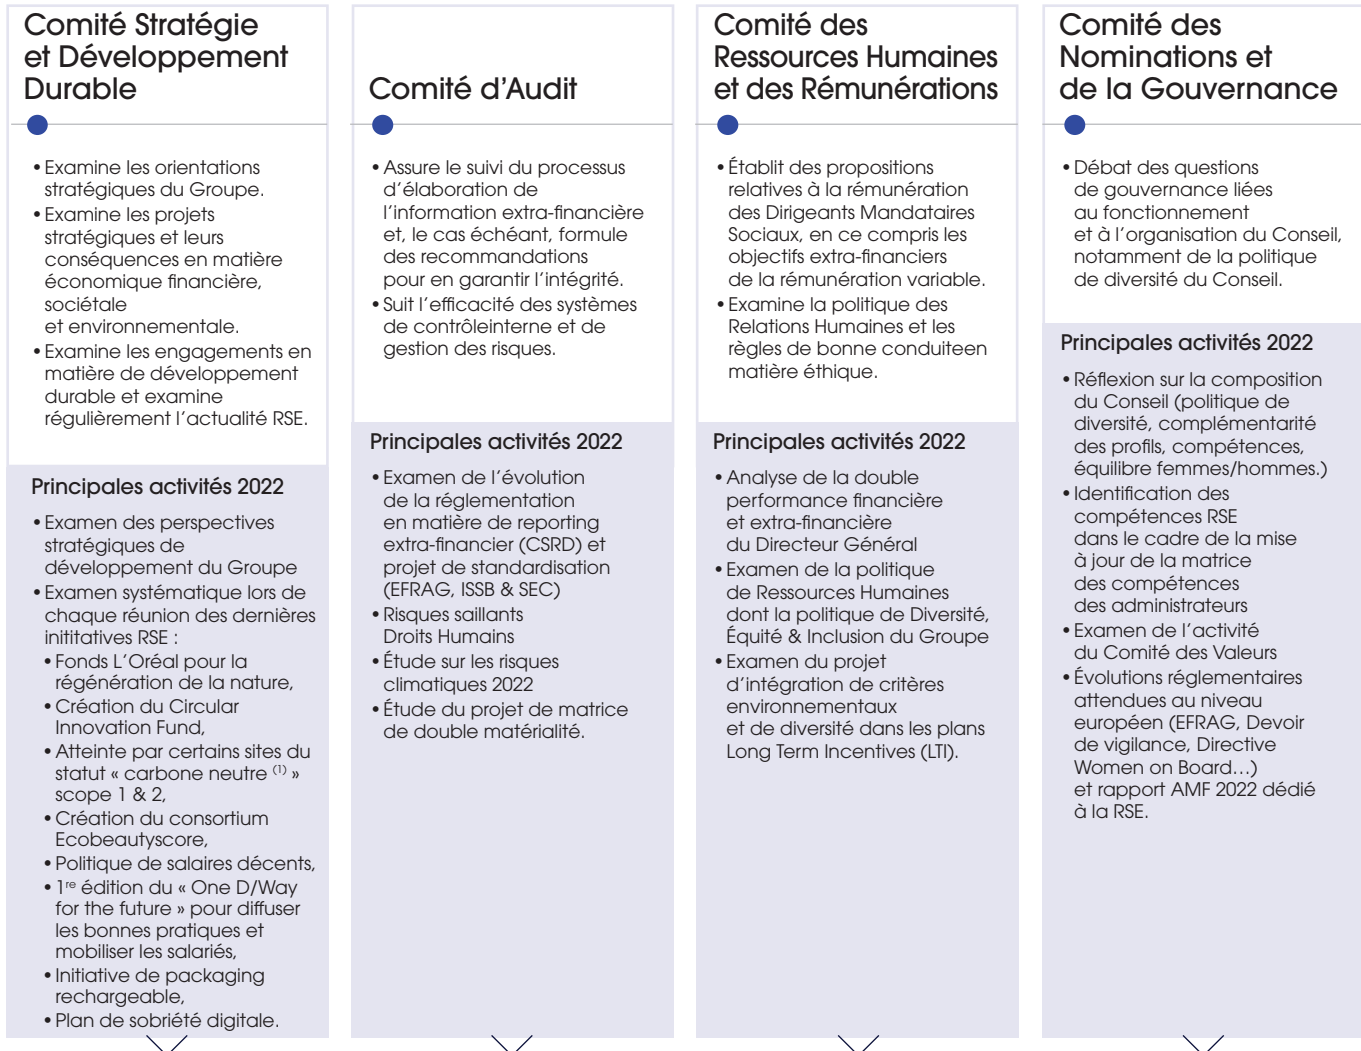 Comité Stratégie
et Développement
Durable
• Examine les orientations
stratégiques du Groupe.
• Examine les projets
stratégiques et leurs
conséquences en matière
économique financière,
sociétale
et environnementale.
• Examine les engagements en
matière de développement
durable et examine
régulièrement l'actualité RSE.
Principales activités 2022
• Examen des perspectives
stratégiques de
développement du Groupe
• Examen systématique lors de
chaque réunion des dernières
inititatives RSE :
• Fonds L'Oréal pour la
régénération de la nature,
• Création du Circular
Innovation Fund,
• Atteinte par certains sites du
statut « carbone neutre (1) »
scope 1 & 2,
• Création du consortium
Ecobeautyscore,
• Politique de salaires décents,
• 1re édition du « One D/Way
for the future » pour diffuser
les bonnes pratiques et
mobiliser les salariés,
• Initiative de packaging
rechargeable,
• Plan de sobriété digitale.
Comité d'Audit
• Assure le suivi du processus
d'élaboration de
l'information extra-financière
et, le cas échéant, formule
des recommandations
pour en garantir l'intégrité.
• Suit l'efficacité des systèmes
de contrôleinterne et de
gestion des risques.
Principales activités 2022
• Examen de l'évolution
de la réglementation
en matière de reporting
extra-financier (CSRD) et
projet de standardisation
(EFRAG, ISSB & SEC)
• Risques saillants
Droits Humains
• Étude sur les risques
climatiques 2022
• Étude du projet de matrice
de double matérialité.
Comité des
Ressources Humaines
et des Rémunérations
• Établit des propositions
relatives à la rémunération
des Dirigeants Mandataires
Sociaux, en ce compris les
objectifs extra-financiers
de la rémunération variable.
• Examine la politique des
Relations Humaines et les
règles de bonne conduiteen
matière éthique.
Principales activités 2022
• Analyse de la double
performance financière
et extra-financière
du Directeur Général
• Examen de la politique
de Ressources Humaines
dont la politique de Diversité,
Équité & Inclusion du Groupe
• Examen du projet
d'intégration de critères
environnementaux
et de diversité dans les plans
Long Term Incentives (LTI).
Comité des
Nominations et
de la Gouvernance
• Débat des questions
de gouvernance liées
au fonctionnement
et à l'organisation du Conseil,
notamment de la politique
de diversité du Conseil.
Principales activités 2022
• Réflexion sur la composition
du Conseil (politique de
diversité, complémentarité
des profils, compétences,
équilibre femmes/hommes.)
• Identification des
compétences RSE
dans le cadre de la mise
à jour de la matrice
des compétences
des administrateurs
• Examen de l'activité
du Comité des Valeurs
• Évolutions réglementaires
attendues au niveau
européen (EFRAG, Devoir
de vigilance, Directive
Women on Board...)
et rapport AMF 2022 dédié
à la RSE.